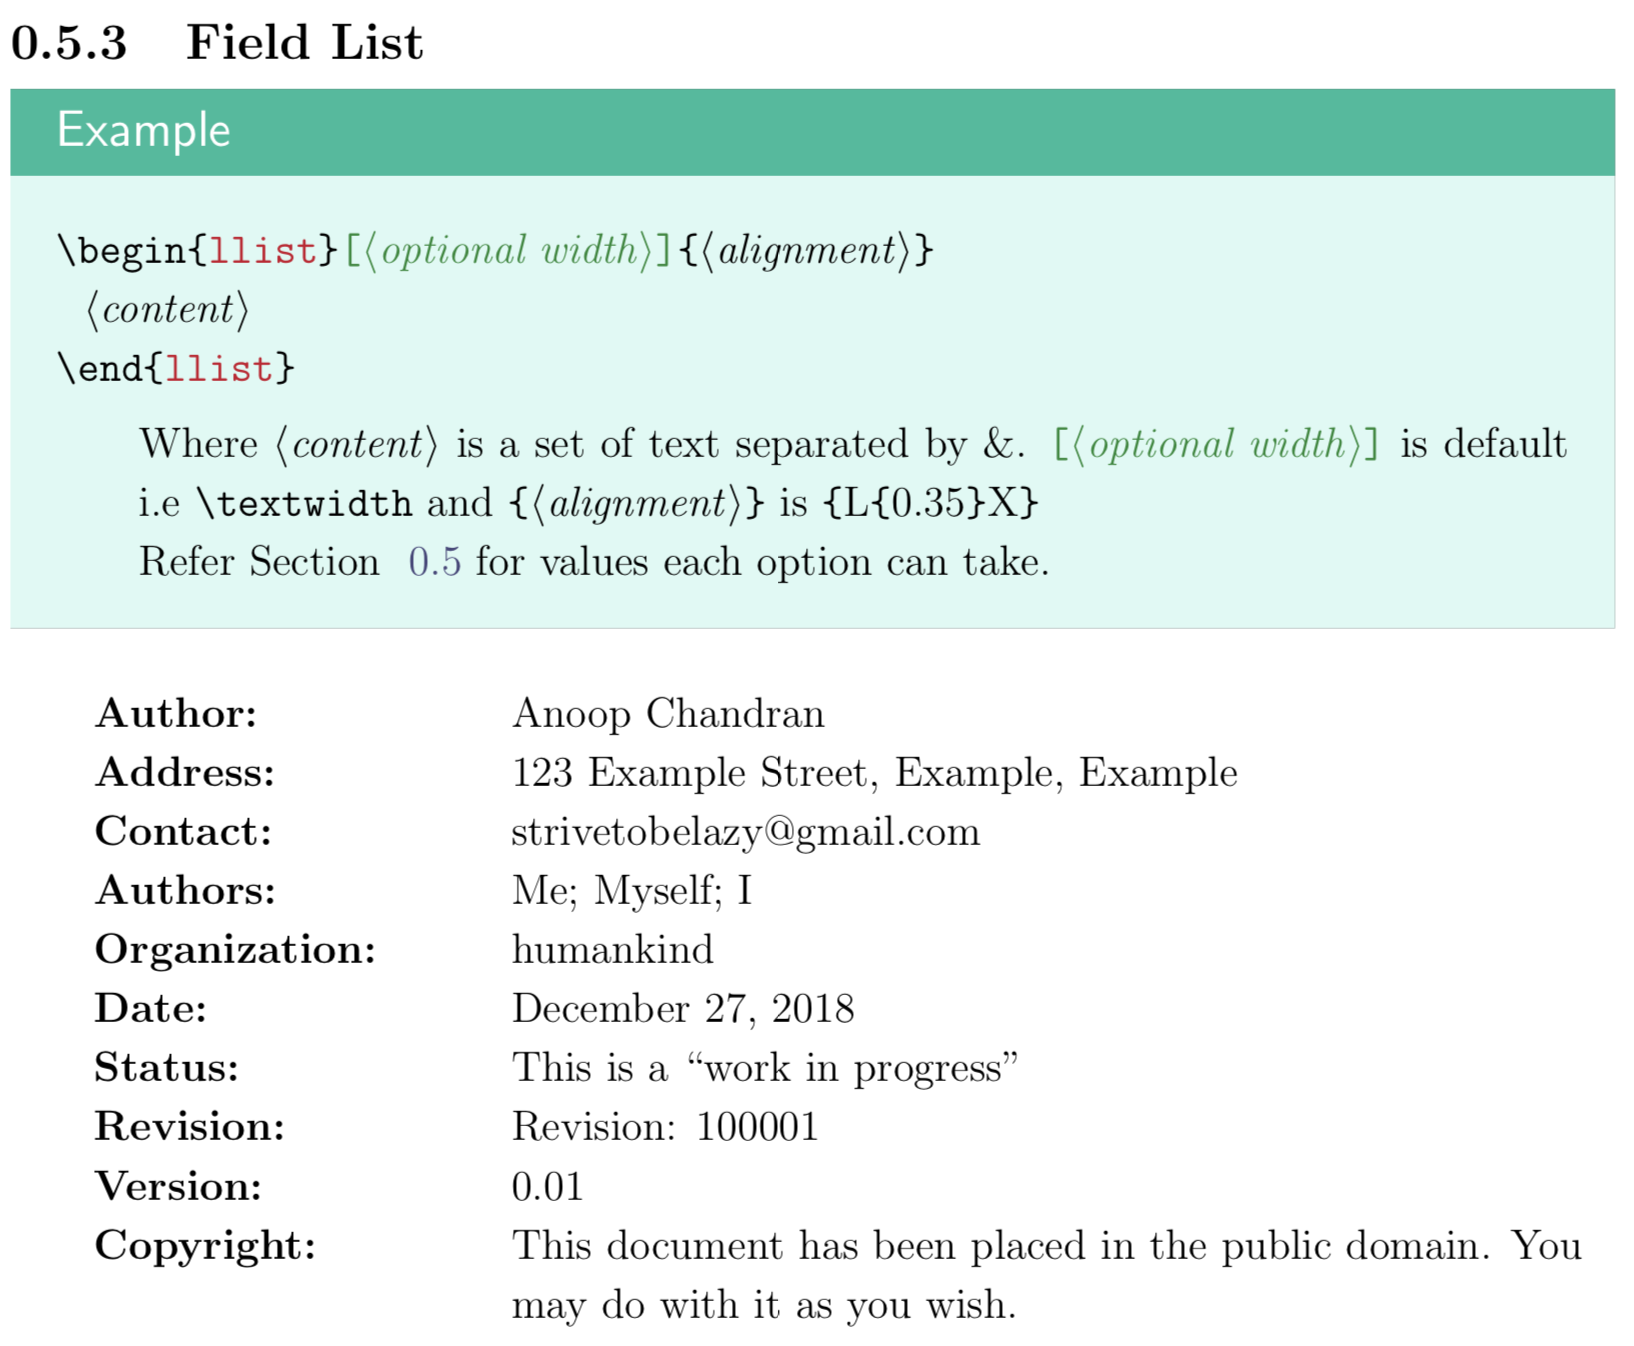 0.5.3 Field List
Example
\begin{llist}[⟨optional width⟩]{⟨alignment⟩}
⟨content⟩
\end{llist}
Where ⟨content⟩ is a set of text separated by &. [⟨optional width⟩] is default
i.e \textwidth and {⟨alignment⟩} is {L{0.35}X}
Refer Section 0.5 for values each option can take.
Author: Anoop Chandran
Address: 123 Example Street, Example, Example
Contact: strivetobelazy@gmail.com
Authors: Me; Myself; I
Organization: humankind
Date: December 27, 2018
Status: This is a “work in progress”
Revision: Revision: 100001
Version: 0.01
Copyright: This document has been placed in the public domain. You
may do with it as you wish.